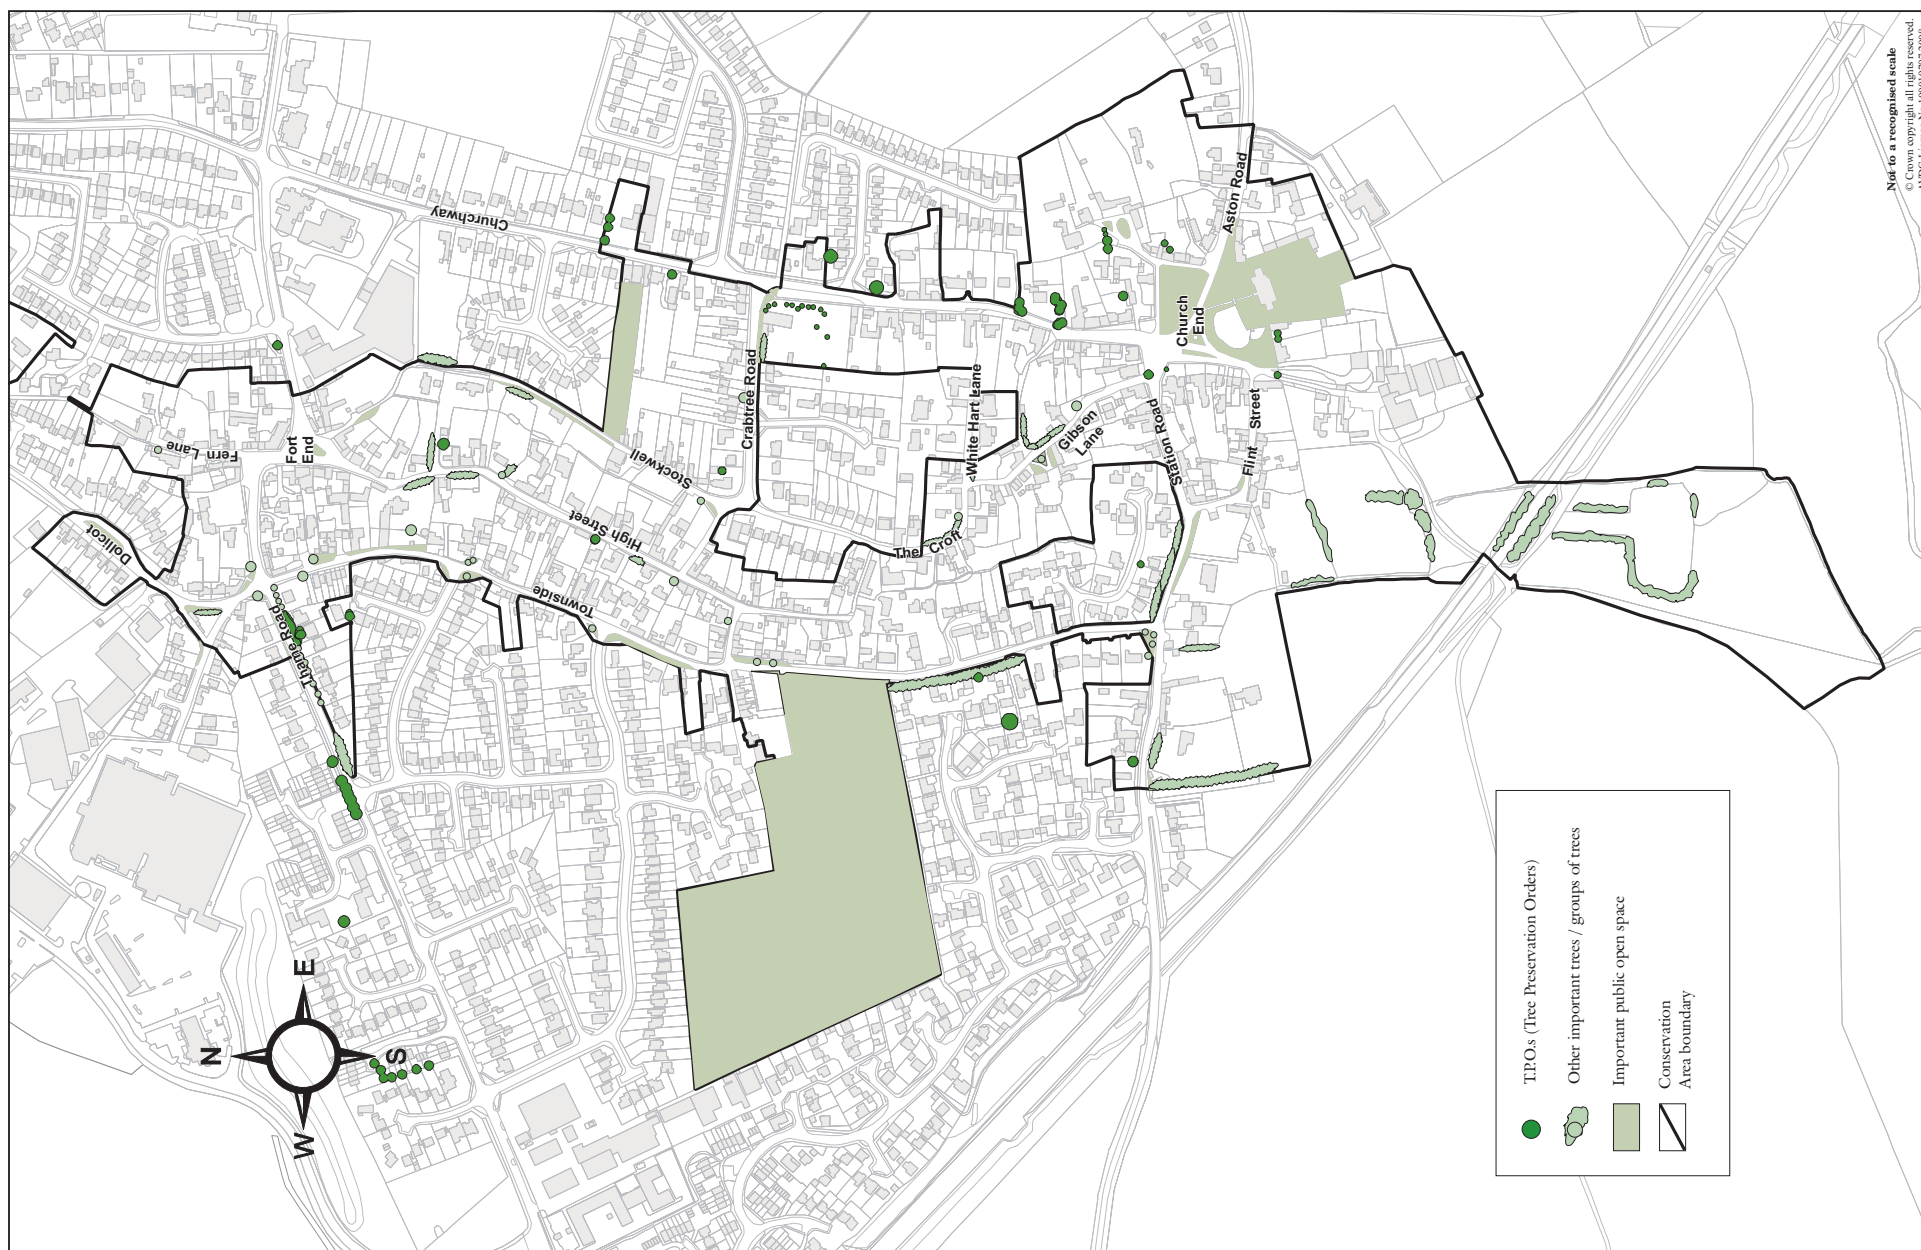 Churchway
Fern Lane
Fort
End
Dollicot
Stockwell
Crabtree Road
High Street
Townside
Thame Road
The Croft
White Hart Lane
Gibson
Lane
Station Road
Flint Street
Church
End
Aston Road
N
E
S
W
T.P.O.s (Tree Preservation Orders)
Other important trees / groups of trees
Important public open space
Conservation
Area boundary
Not to a recognised scale
© Crown copyright all rights reserved.